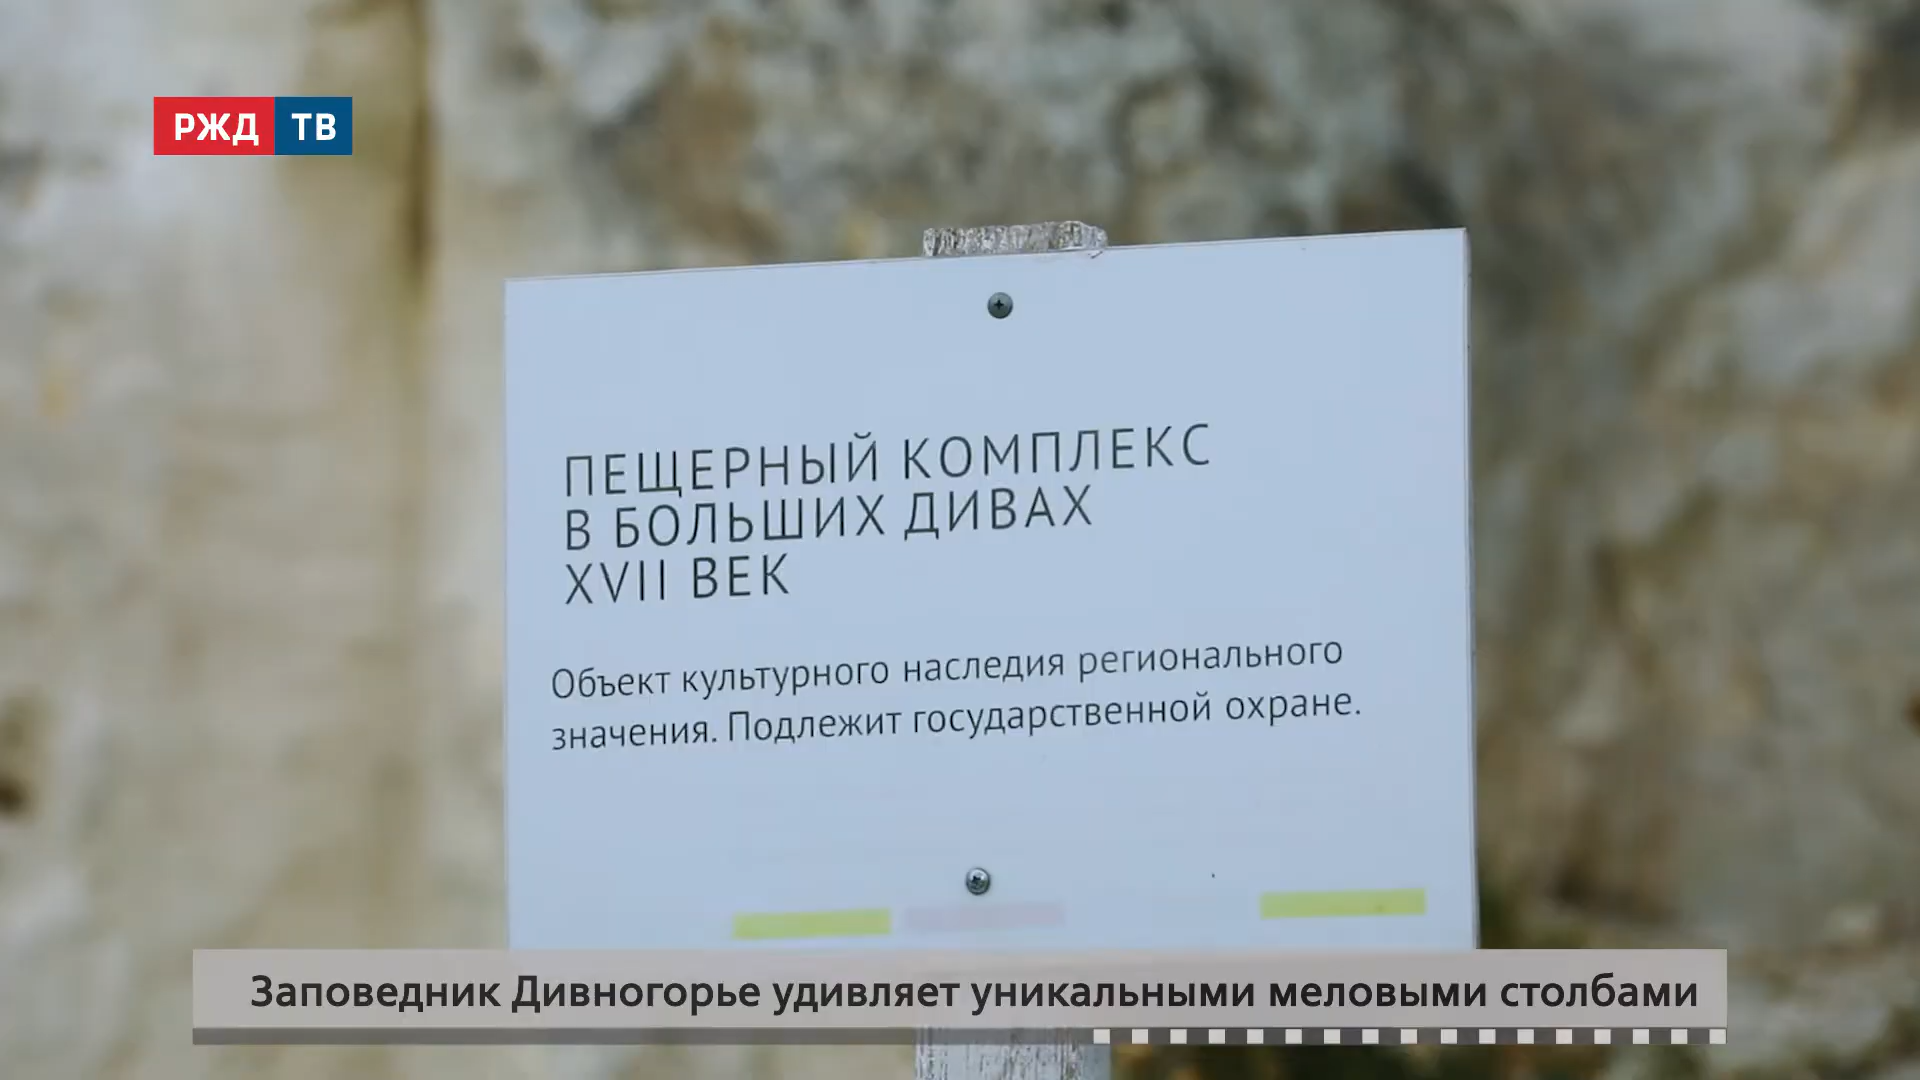 РЖД ТВ
ПЕЩЕРНЫЙ КОМПЛЕКС
В БОЛЬШИХ ДИВАХ
XVII ВЕК
Объект культурного наследия регионального
значения. Подлежит государственной охране.
Заповедник Дивногорье удивляет уникальными меловыми столбами